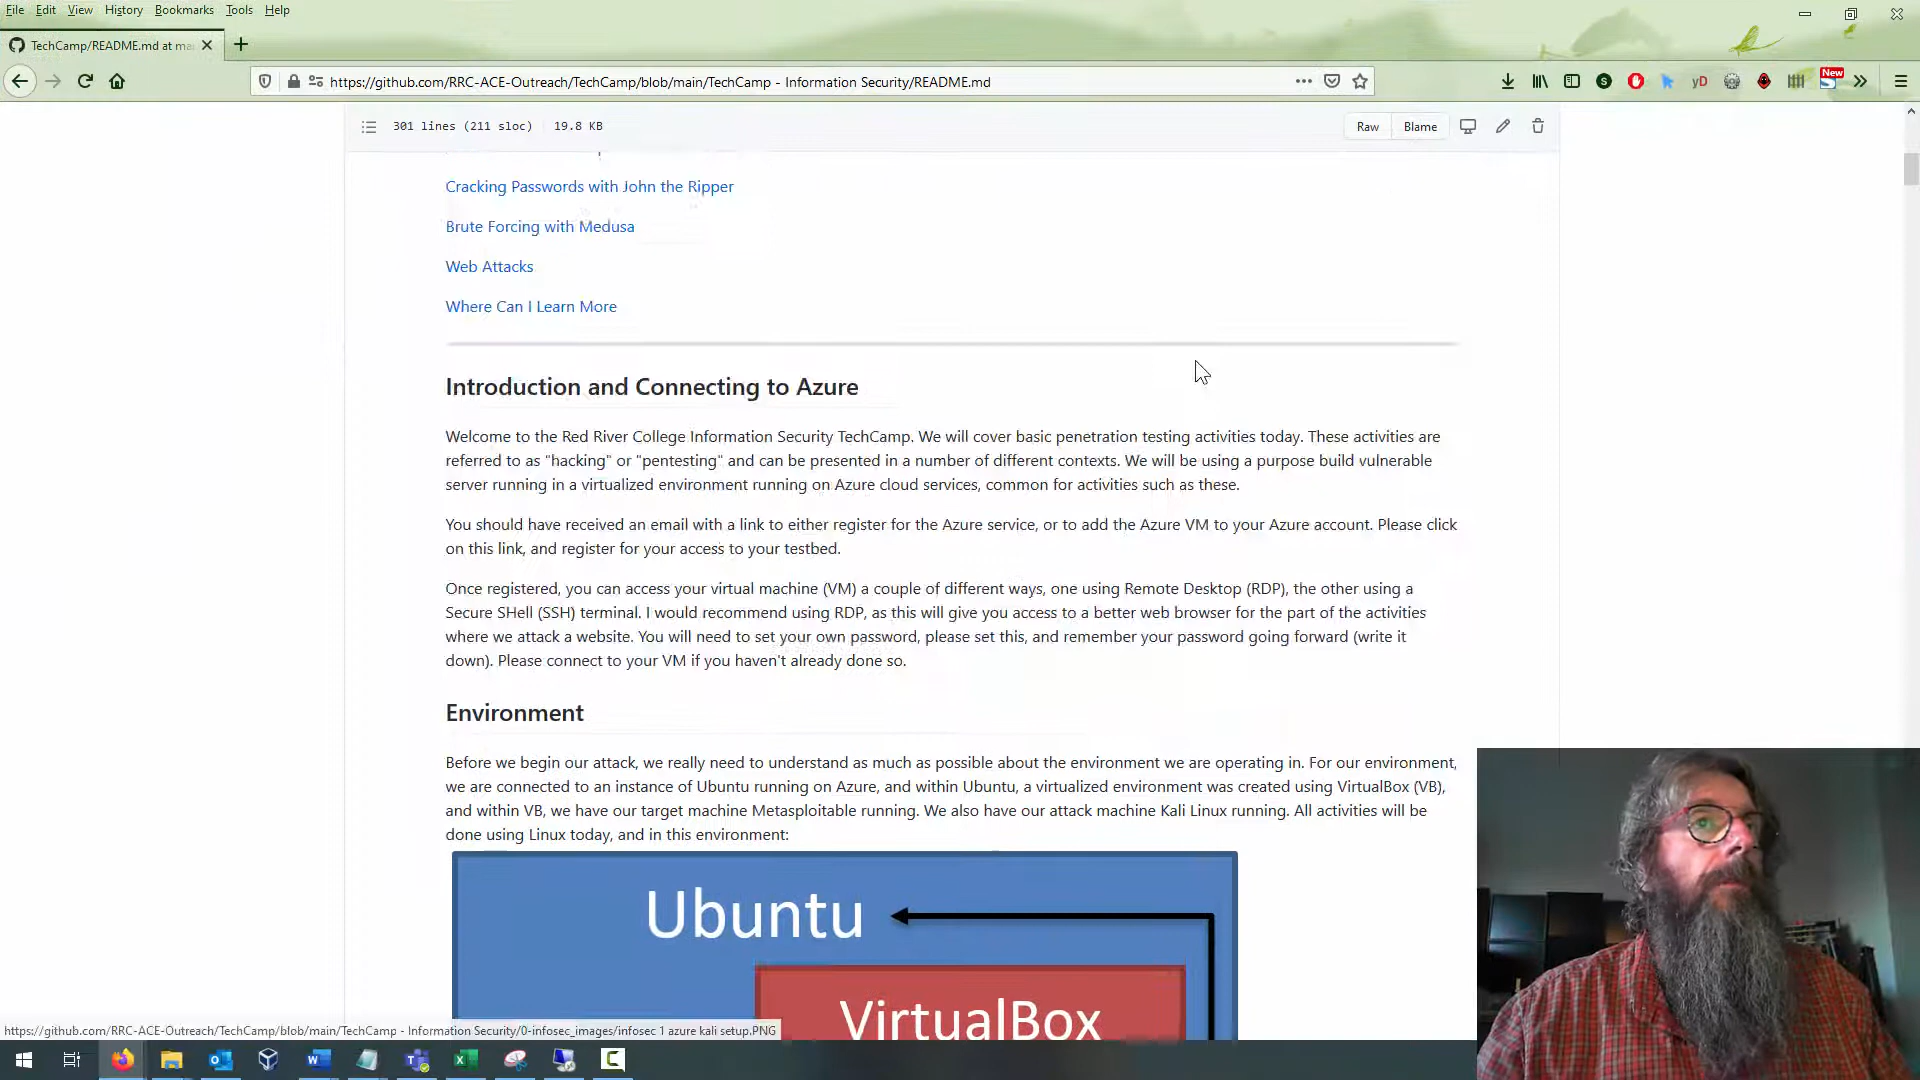 File Edit View History Bookmarks Tools Help
TechCamp/README.md at ma
https://github.com/RRC-ACE-Outreach/TechCamp/blob/main/TechCamp - Information Security/README.md
yD
New
301 lines (211 sloc) 19.8 KB
Raw Blame
Cracking Passwords with John the Ripper
Brute Forcing with Medusa
Web Attacks
Where Can I Learn More
Introduction and Connecting to Azure
Welcome to the Red River College Information Security TechCamp. We will cover basic penetration testing activities today. These activities are
referred to as "hacking" or "pentesting" and can be presented in a number of different contexts. We will be using a purpose build vulnerable
server running in a virtualized environment running on Azure cloud services, common for activities such as these.
You should have received an email with a link to either register for the Azure service, or to add the Azure VM to your Azure account. Please click
on this link, and register for your access to your testbed.
Once registered, you can access your virtual machine (VM) a couple of different ways, one using Remote Desktop (RDP), the other using a
Secure SHell (SSH) terminal. I would recommend using RDP, as this will give you access to a better web browser for the part of the activities
where we attack a website. You will need to set your own password, please set this, and remember your password going forward (write it
down). Please connect to your VM if you haven't already done so.
Environment
Before we begin our attack, we really need to understand as much as possible about the environment we are operating in. For our environment,
we are connected to an instance of Ubuntu running on Azure, and within Ubuntu, a virtualized environment was created using VirtualBox (VB),
and within VB, we have our target machine Metasploitable running. We also have our attack machine Kali Linux running. All activities will be
done using Linux today, and in this environment:
Ubuntu
VirtualBox
https://github.com/RRC-ACE-Outreach/TechCamp/blob/main/TechCamp - Information Security/0-infosec_images/infosec 1 azure kali setup.PNG